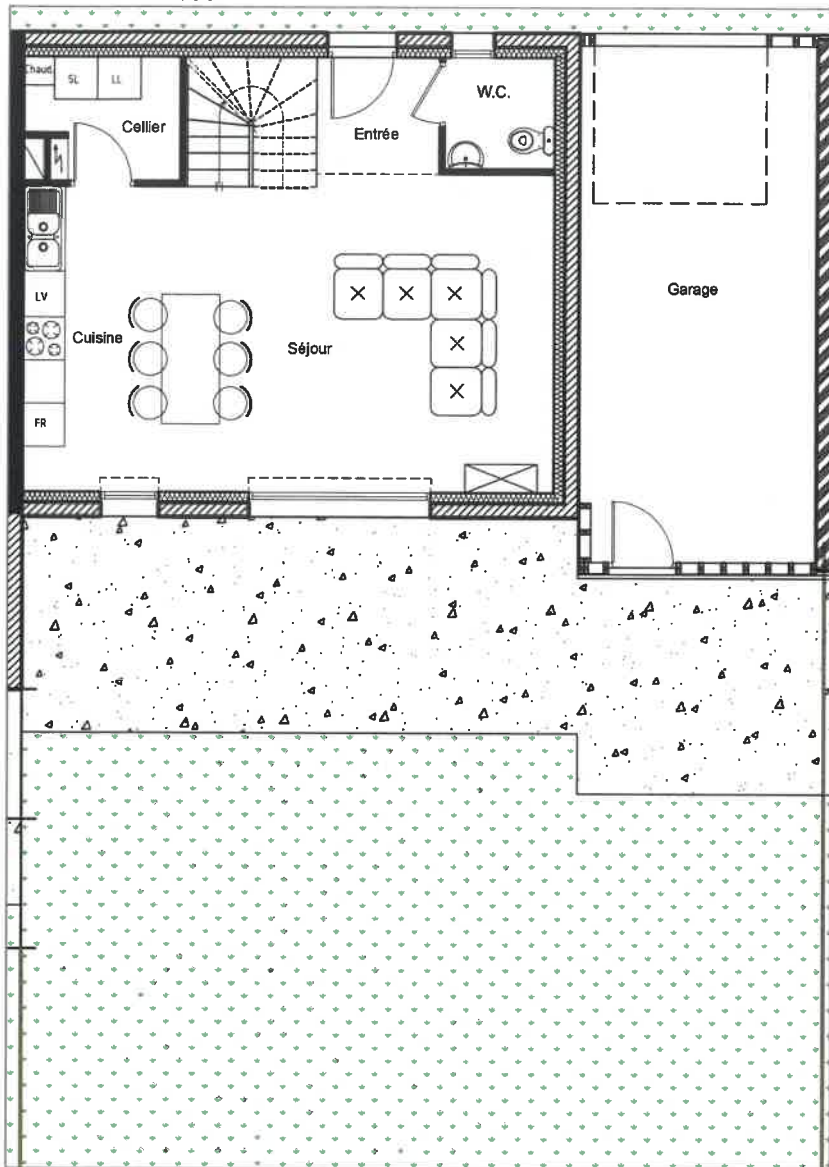 Chaud.
SL
LL
Cellier
Entrée
W.C.
LV
Cuisine
Séjour
Garage
FR